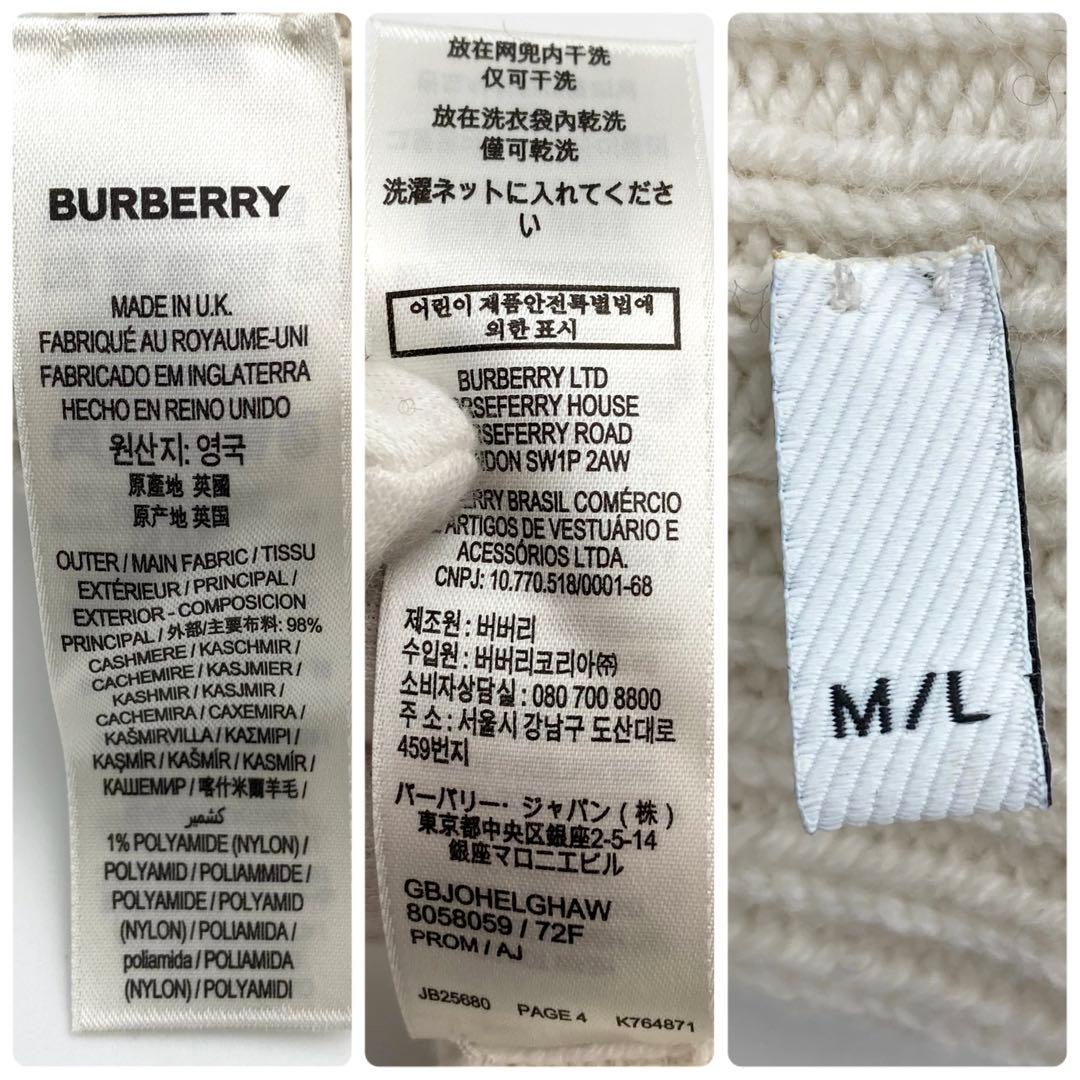 BURBERRY
MADE IN U.K.
FABRIQUÉ AU ROYAUME-UNI
FABRICADO EM INGLATERRA
HECHO EN REINO UNIDO
원산지: 영국
原產地 英國
原产地 英国
OUTER / MAIN FABRIC / TISSU
EXTÉRIEUR / PRINCIPAL /
EXTERIOR - COMPOSICION
PRINCIPAL / 外部/主要布料: 98%
CASHMERE / KASCHMIR /
CACHEMIRE / KASJMIER /
KASHMIR / KASJMIR /
CACHEMIRA / CAXEMIRA /
KAŠMIRVILLA / ΚΑΣΜΙΡΙ /
KAŞMİR / KAŠMÍR / KASMÍR /
КАШЕМИР / 喀什米爾羊毛 /
كشمير
1% POLYAMIDE (NYLON) /
POLYAMID / POLIAMMIDE /
POLYAMIDE / POLYAMID
(NYLON) / POLIAMIDA /
poliamida / POLIAMIDA
(NYLON) / POLYAMIDI
放在网兜内干洗
仅可干洗
放在洗衣袋內乾洗
僅可乾洗
洗濯ネットに入れてくださ
い
어린이 제품안전특별법에
의한 표시
BURBERRY LTD
HOUSE
ROAD
SW1P 2AW
BRASIL COMÉRCIO
ARTIGOS DE VESTUÁRIO E
ACESSÓRIOS LTDA.
CNPJ: 10.770.518/0001-68
제조원 : 버버리
수입원 : 버버리코리아㈜
소비자상담실 : 080 700 8800
주 소 : 서울시 강남구 도산대로
459번지
バーバリー・ジャパン (株)
東京都中央区銀座2-5-14
銀座マロニエビル
GBJOHELGHAW
8058059 / 72F
PROM / AJ
JB25680 PAGE 4 K764871
M/L